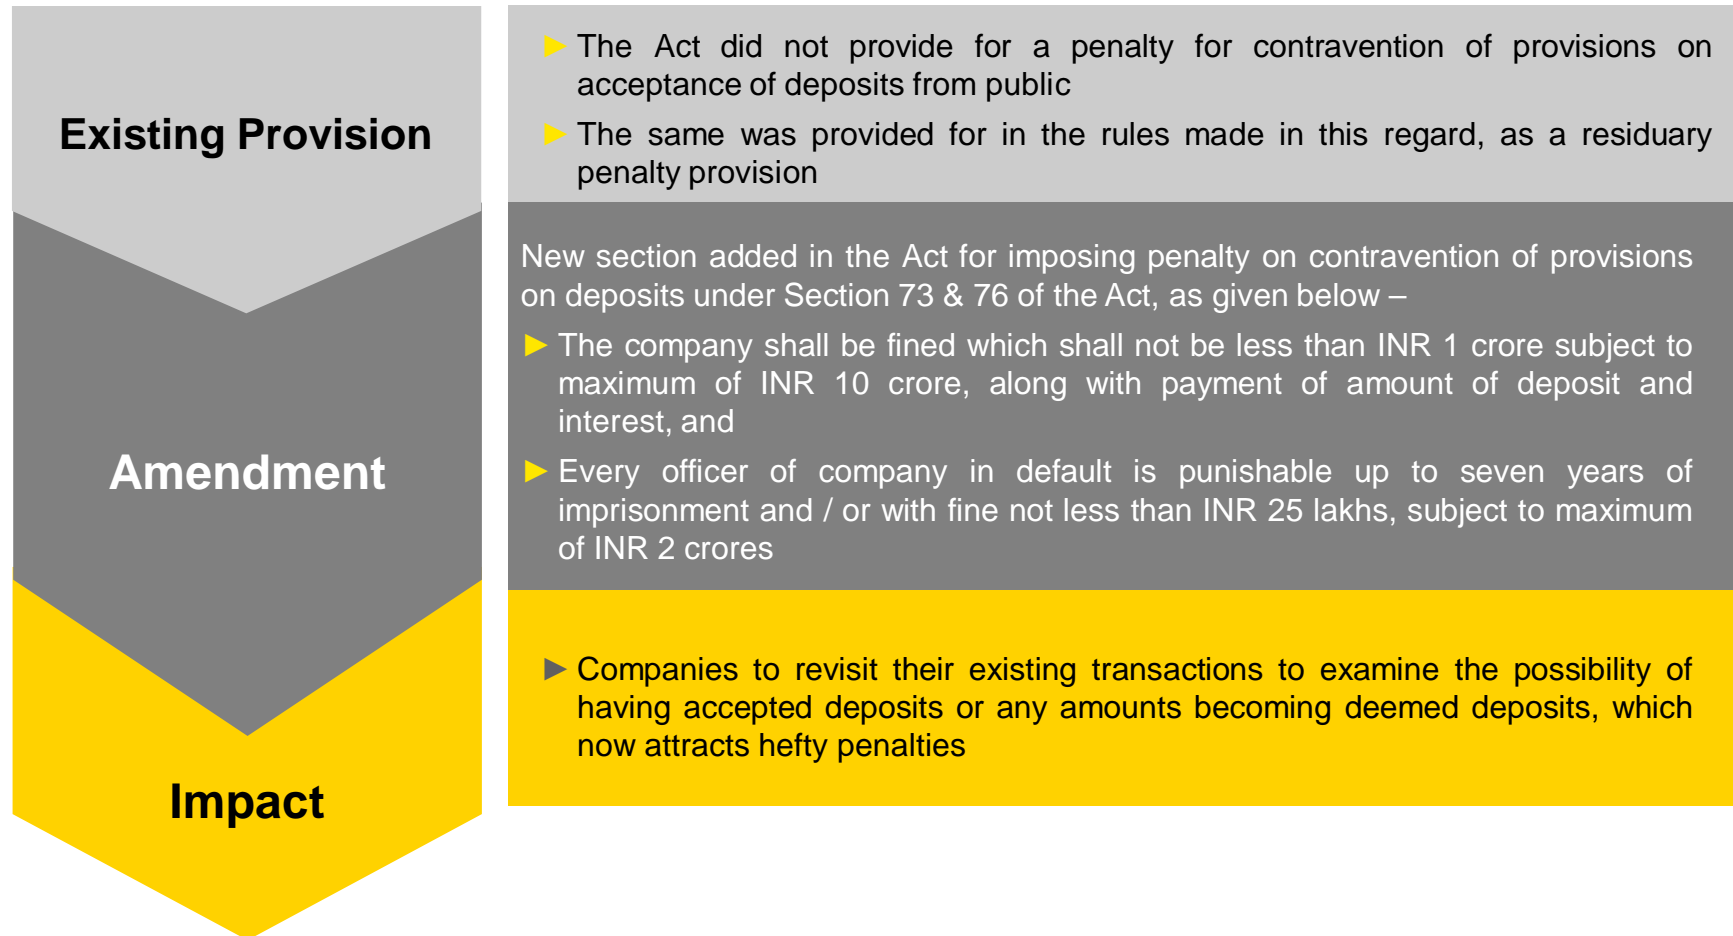 Existing Provision
► The Act did not provide for a penalty for contravention of provisions on
acceptance of deposits from public
► The same was provided for in the rules made in this regard, as a residuary
penalty provision
Amendment
New section added in the Act for imposing penalty on contravention of provisions
on deposits under Section 73 & 76 of the Act, as given below –
► The company shall be fined which shall not be less than INR 1 crore subject to
maximum of INR 10 crore, along with payment of amount of deposit and
interest, and
► Every officer of company in default is punishable up to seven years of
imprisonment and / or with fine not less than INR 25 lakhs, subject to maximum
of INR 2 crores
Impact
► Companies to revisit their existing transactions to examine the possibility of
having accepted deposits or any amounts becoming deemed deposits, which
now attracts hefty penalties